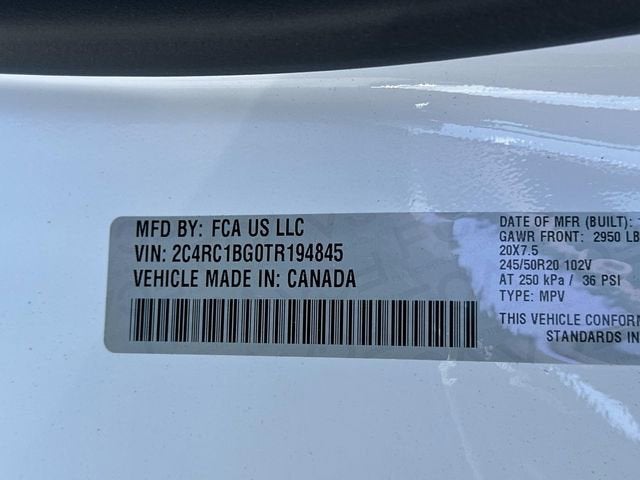 MFD BY: FCA US LLC
VIN: 2C4RC1BG0TR194845
VEHICLE MADE IN: CANADA
DATE OF MFR (BUILT):
GAWR FRONT: 2950 LB
20X7.5
245/50R20 102V
AT 250 kPa / 36 PSI
TYPE: MPV
THIS VEHICLE CONFORM
STANDARDS IN